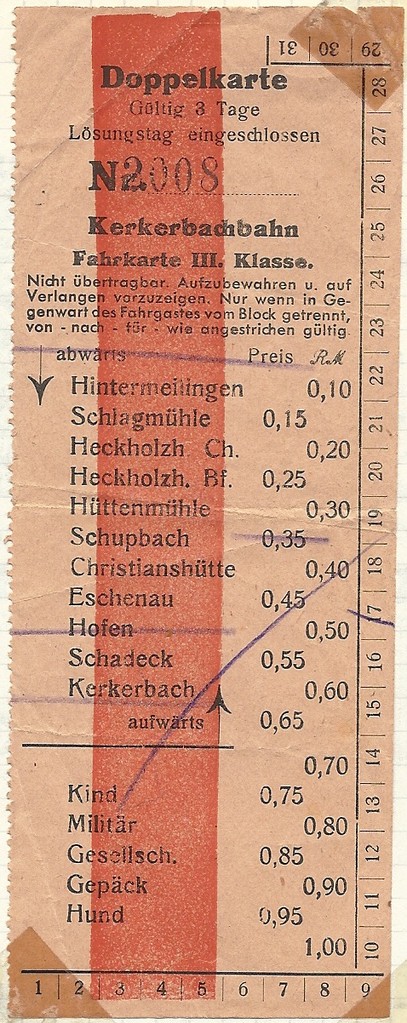 29 30 31
Doppelkarte
Gültig 3 Tage
Lösungstag eingeschlossen
Nr. 2008
Kerkerbachbahn
Fahrkarte III. Klasse.
Nicht übertragbar. Aufzubewahren u. auf
Verlangen vorzuzeigen. Nur wenn in Ge-
genwart des Fahrgastes vom Block getrennt,
von - nach - für - wie angestrichen gültig.
abwärts Preis RM
Hintermeilingen 0,10
Schlagmühle 0,15
Heckholzh Ch. 0,20
Heckholzh. Bf. 0,25
Hüttenmühle 0,30
Schupbach 0,35
Christianshütte 0,40
Eschenau 0,45
Hofen 0,50
Schadeck 0,55
Kerkerbach 0,60
aufwärts 0,65
0,70
Kind 0,75
Militär 0,80
Gesellsch. 0,85
Gepäck 0,90
Hund 0,95
1,00
1 2 3 4 5 6 7 8 9
10 11 12 13 14 15 16 17 18 19 20 21 22 23 24 25 26 27 28